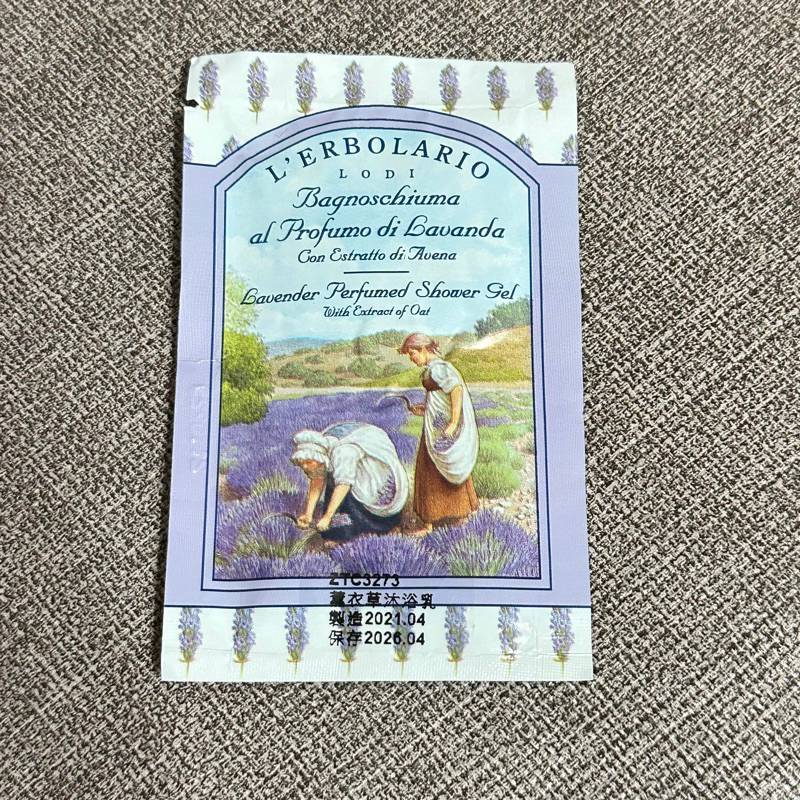 L'ERBOLARIO
LODI
Bagnoschiuma
al Profumo di Lavanda
Con Estratto di Avena
Lavender Perfumed Shower Gel
With Extract of Oat
ZTC3273
薰衣草沐浴乳
製造2021.04
保存2026.04